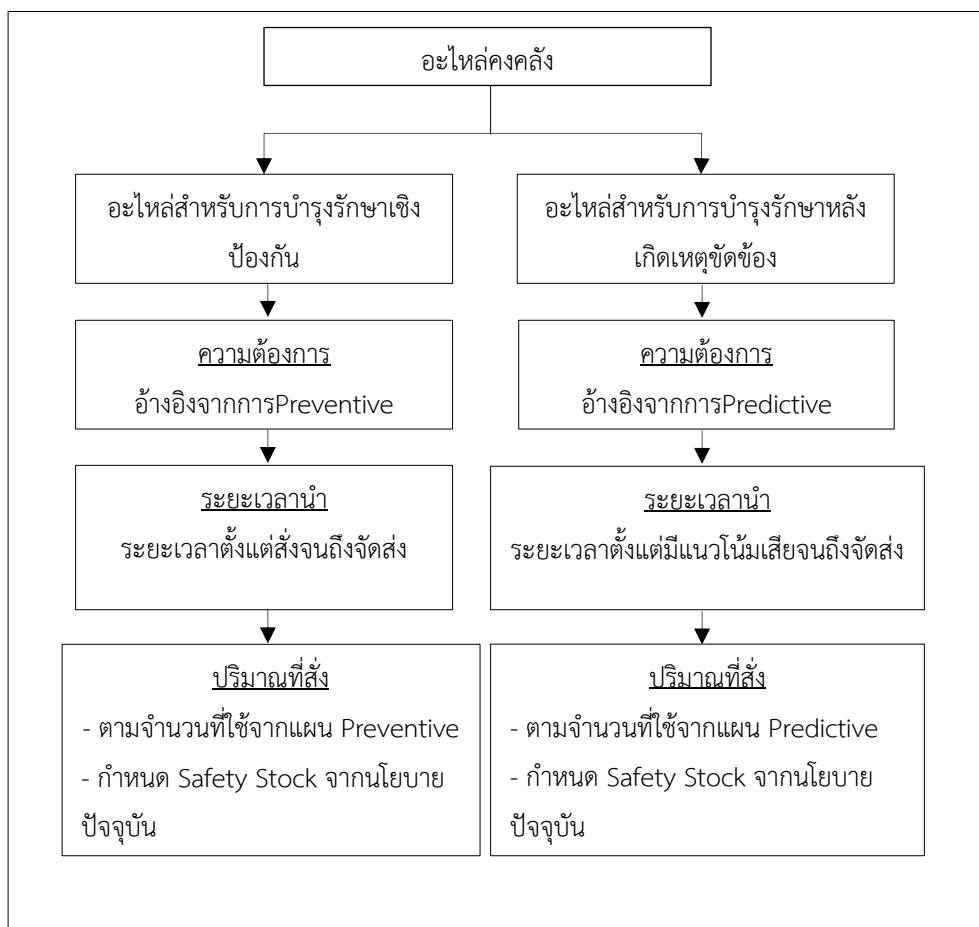 อะไหล่คงคลัง
อะไหล่สำหรับการบำรุงรักษาเชิง
ป้องกัน
ความต้องการ
อ้างอิงจากการPreventive
ระยะเวลานำ
ระยะเวลาตั้งแต่สั่งจนถึงจัดส่ง
ปริมาณที่สั่ง
- ตามจำนวนที่ใช้จากแผน Preventive
- กำหนด Safety Stock จากนโยบาย
ปัจจุบัน
อะไหล่สำหรับการบำรุงรักษาหลัง
เกิดเหตุขัดข้อง
ความต้องการ
อ้างอิงจากการPredictive
ระยะเวลานำ
ระยะเวลาตั้งแต่มีแนวโน้มเสียจนถึงจัดส่ง
ปริมาณที่สั่ง
- ตามจำนวนที่ใช้จากแผน Predictive
- กำหนด Safety Stock จากนโยบาย
ปัจจุบัน